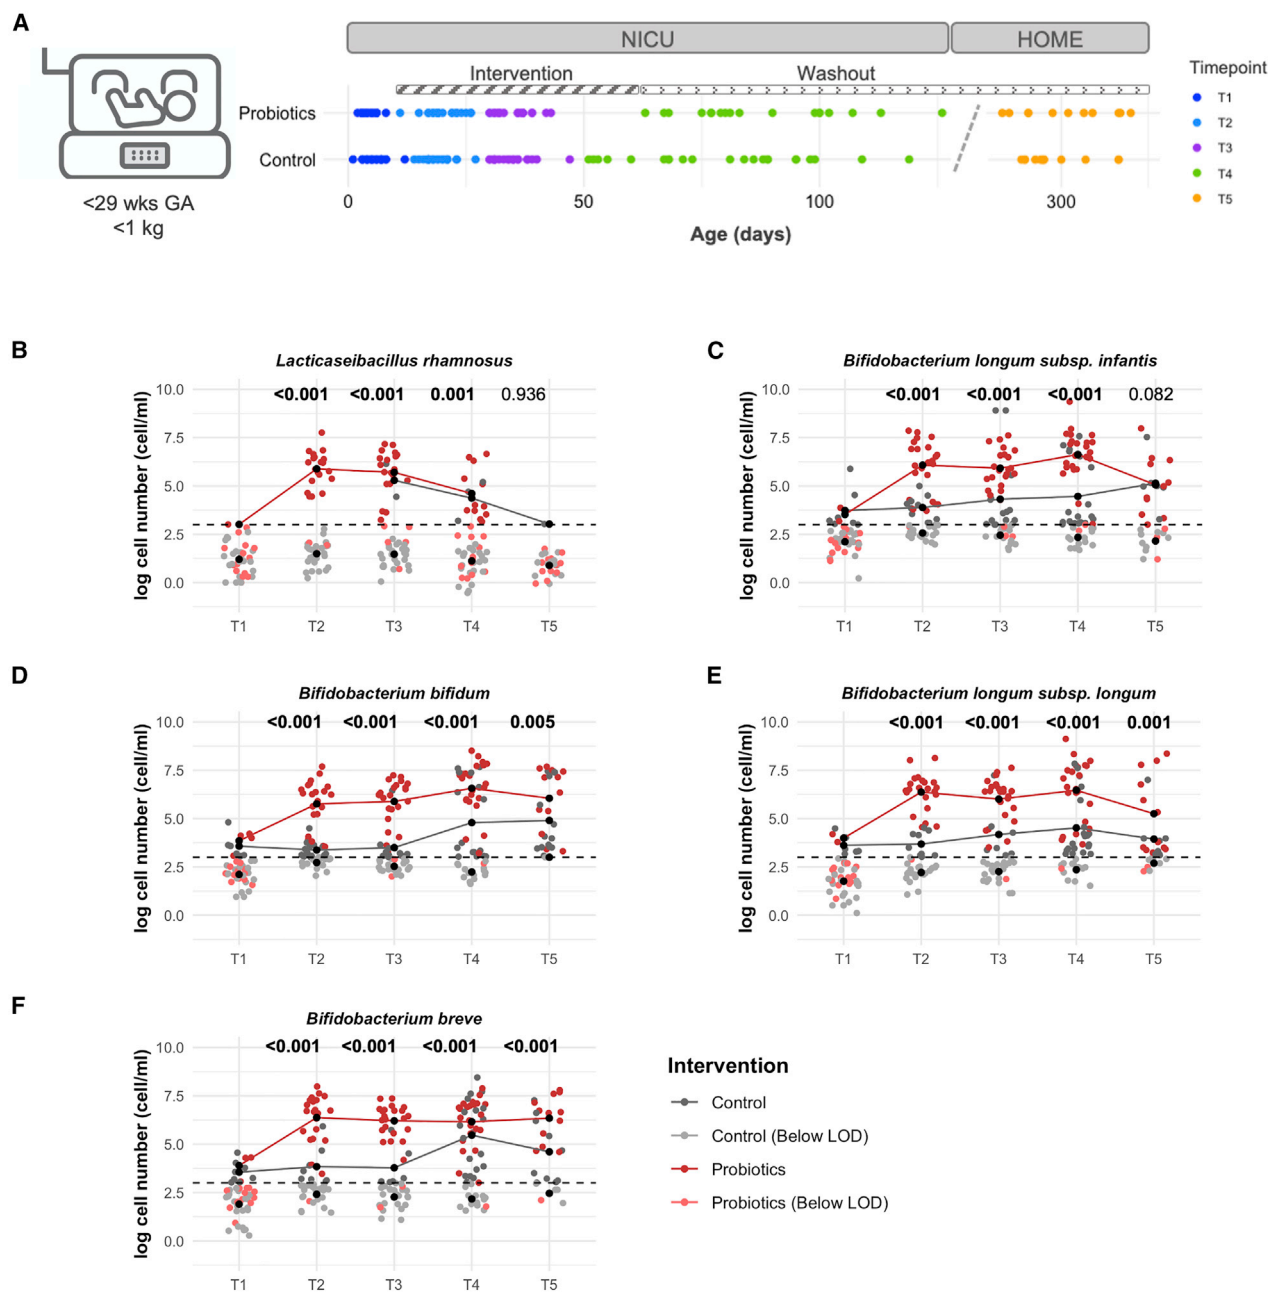 A
NICU HOME
Intervention Washout
Timepoint
Probiotics
T1
T2
Control
T3
T4
T5
<29 wks GA
<1 kg
0 50 100 300
Age (days)
B
Lacticaseibacillus rhamnosus
<0.001 <0.001 0.001 0.936
log cell number (cell/ml)
10.0
7.5
5.0
2.5
0.0
T1 T2 T3 T4 T5
C
Bifidobacterium longum subsp. infantis
<0.001 <0.001 <0.001 0.082
log cell number (cell/ml)
10.0
7.5
5.0
2.5
0.0
T1 T2 T3 T4 T5
D
Bifidobacterium bifidum
<0.001 <0.001 <0.001 0.005
log cell number (cell/ml)
10.0
7.5
5.0
2.5
0.0
T1 T2 T3 T4 T5
E
Bifidobacterium longum subsp. longum
<0.001 <0.001 <0.001 0.001
log cell number (cell/ml)
10.0
7.5
5.0
2.5
0.0
T1 T2 T3 T4 T5
F
Bifidobacterium breve
<0.001 <0.001 <0.001 <0.001
log cell number (cell/ml)
10.0
7.5
5.0
2.5
0.0
T1 T2 T3 T4 T5
Intervention
Control
Control (Below LOD)
Probiotics
Probiotics (Below LOD)